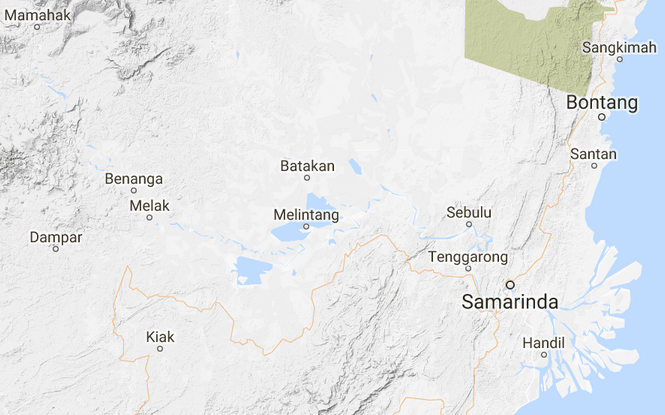 Mamahak
Sangkimah
Bontang
Santan
Batakan
Benanga
Melak
Melintang
Sebulu
Dampar
Tenggarong
Samarinda
Kiak
Handil